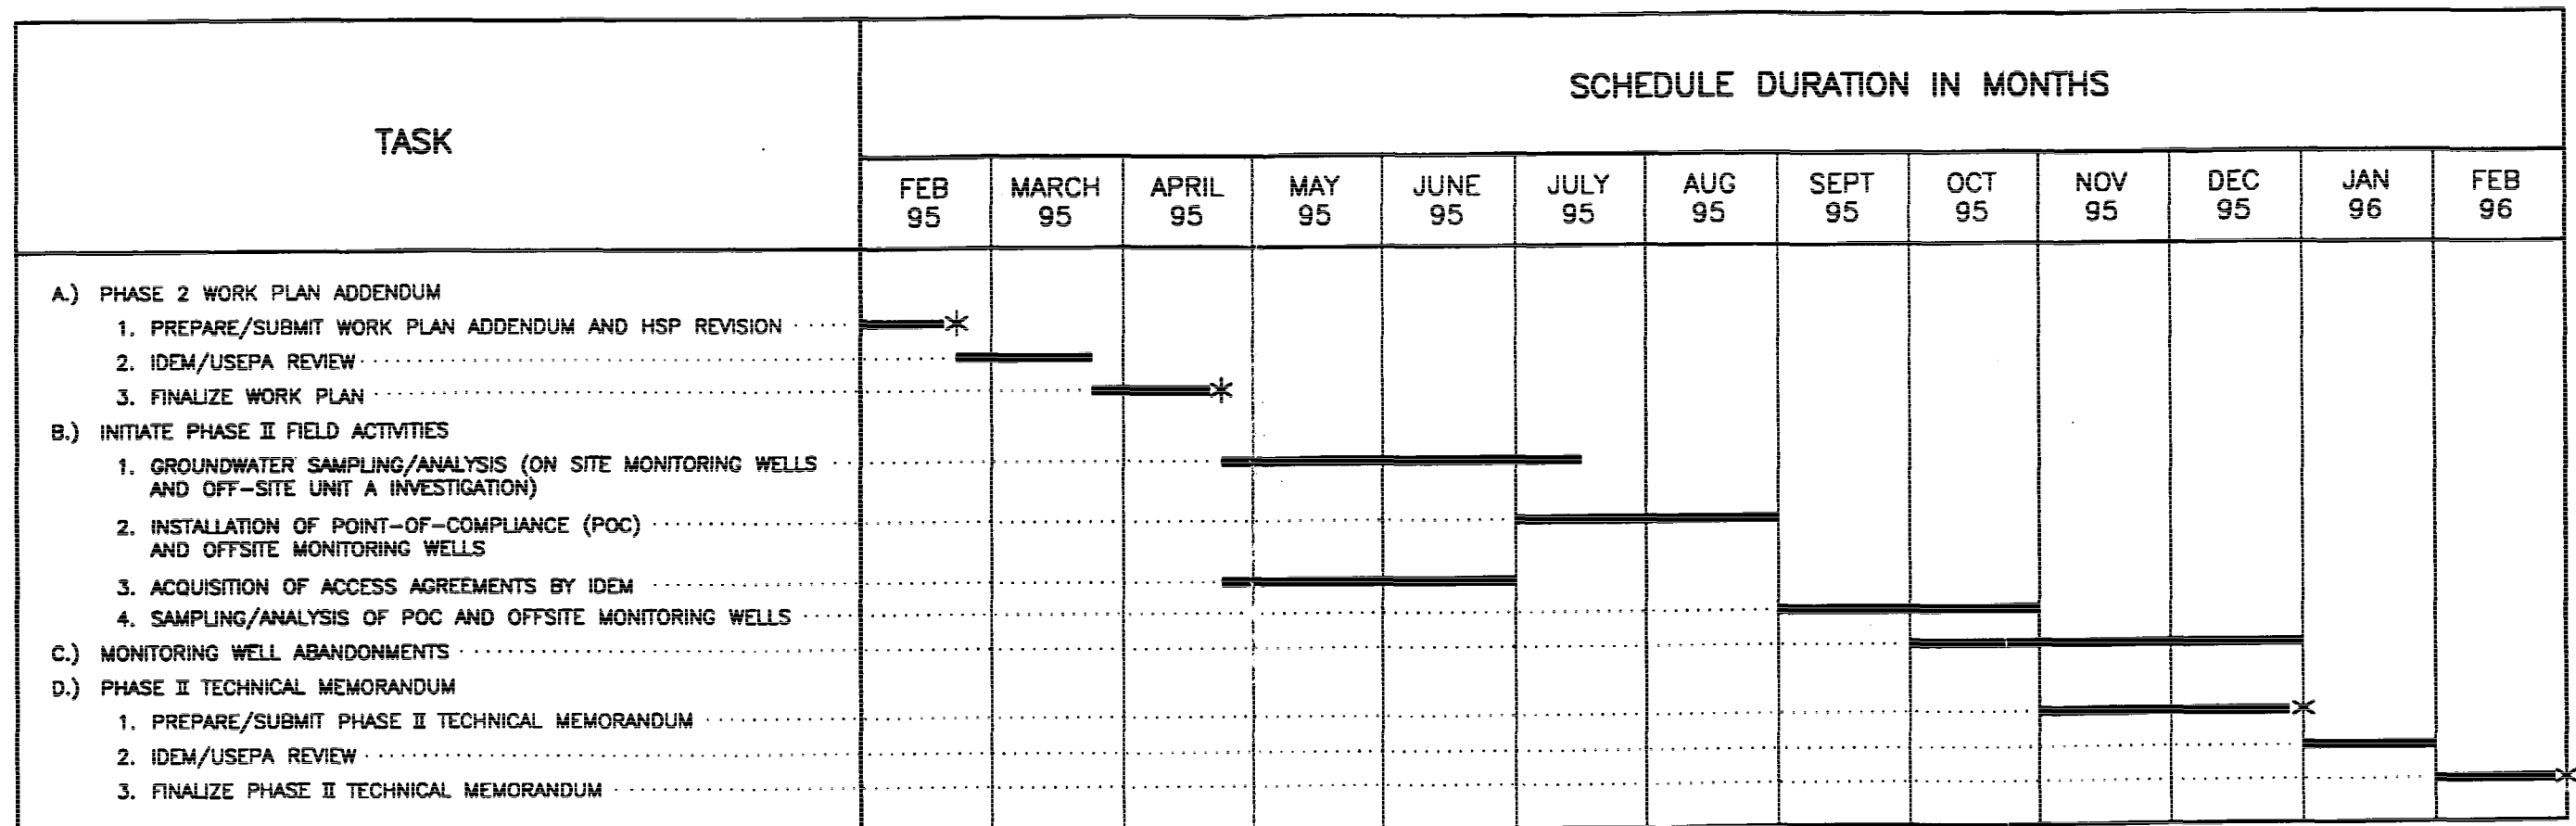 TASK
SCHEDULE DURATION IN MONTHS
FEB 95
MARCH 95
APRIL 95
MAY 95
JUNE 95
JULY 95
AUG 95
SEPT 95
OCT 95
NOV 95
DEC 95
JAN 96
FEB 96
A.) PHASE 2 WORK PLAN ADDENDUM
1. PREPARE/SUBMIT WORK PLAN ADDENDUM AND HSP REVISION
2. IDEM/USEPA REVIEW
3. FINALIZE WORK PLAN
B.) INITIATE PHASE II FIELD ACTIVITIES
1. GROUNDWATER SAMPLING/ANALYSIS (ON SITE MONITORING WELLS
AND OFF-SITE UNIT A INVESTIGATION)
2. INSTALLATION OF POINT-OF-COMPLIANCE (POC)
AND OFFSITE MONITORING WELLS
3. ACQUISITION OF ACCESS AGREEMENTS BY IDEM
4. SAMPLING/ANALYSIS OF POC AND OFFSITE MONITORING WELLS
C.) MONITORING WELL ABANDONMENTS
D.) PHASE II TECHNICAL MEMORANDUM
1. PREPARE/SUBMIT PHASE II TECHNICAL MEMORANDUM
2. IDEM/USEPA REVIEW
3. FINALIZE PHASE II TECHNICAL MEMORANDUM